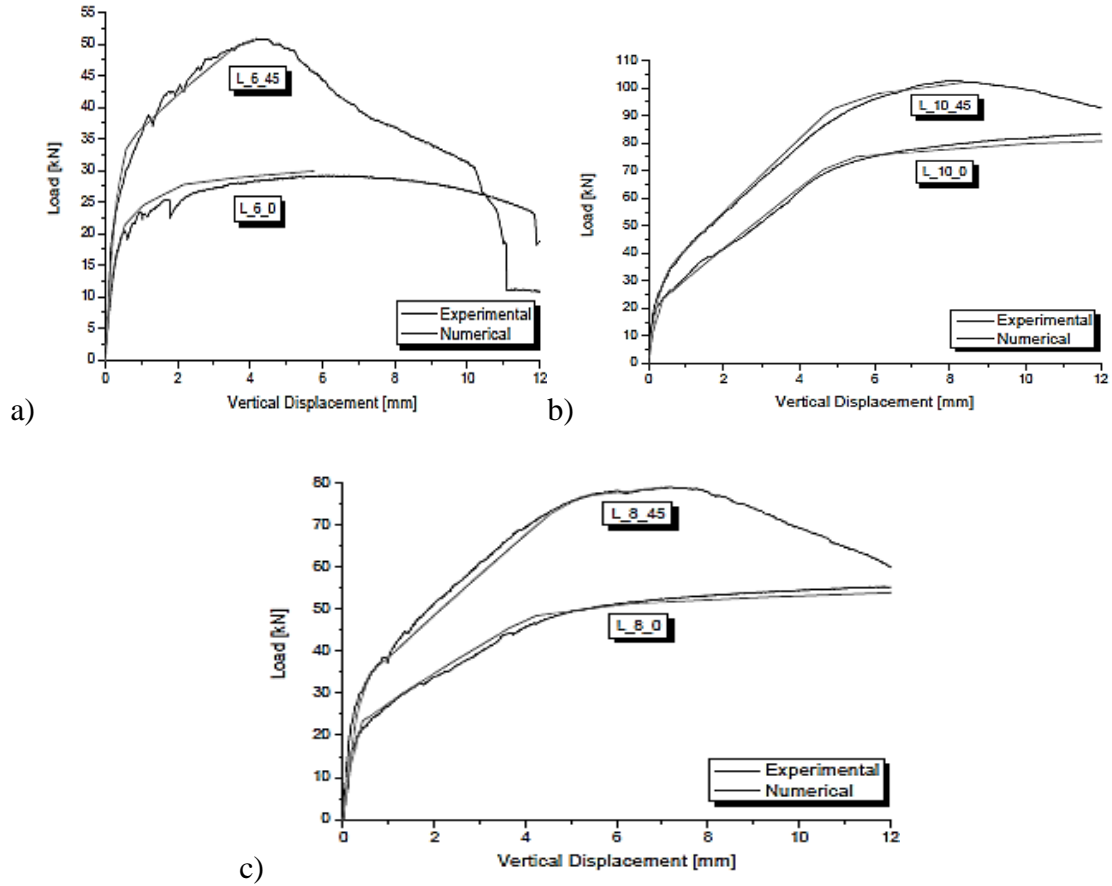 55
50
45
40
35
30
25
20
15
10
5
0
Load [kN]
L_6_45
L_6_0
Experimental
Numerical
0 2 4 6 8 10 12
Vertical Displacement [mm]
a)
110
100
90
80
70
60
50
40
30
20
10
0
Load [kN]
L_10_45
L_10_0
Experimental
Numerical
0 2 4 6 8 10 12
Vertical Displacement [mm]
b)
80
70
60
50
40
30
20
10
0
Load [kN]
L_8_45
L_8_0
Experimental
Numerical
0 2 4 6 8 10 12
Vertical Displacement [mm]
c)